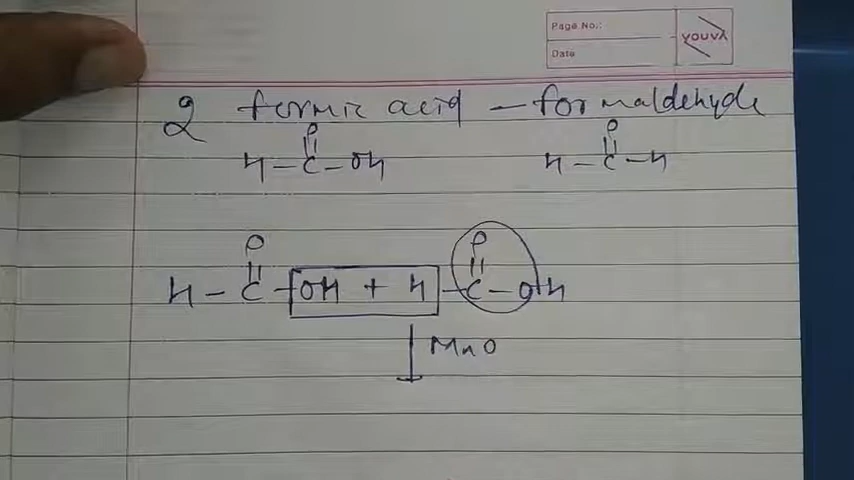 Page No.:
Date
YOUVA
2 formic acid - formaldehyde
O O
H - C - OH H - C - H
O O
H - C - OH + H - C - OH
MnO